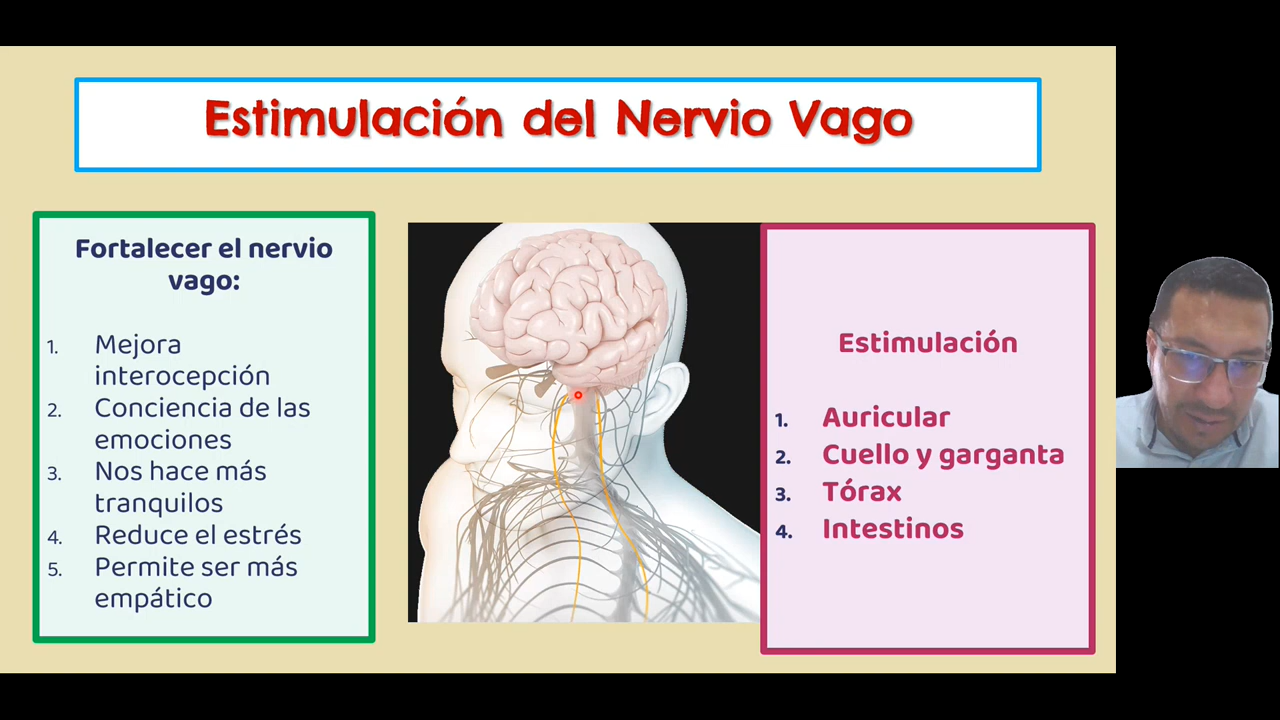 Estimulación del Nervio Vago
Fortalecer el nervio
vago:
1. Mejora
interocepción
2. Conciencia de las
emociones
3. Nos hace más
tranquilos
4. Reduce el estrés
5. Permite ser más
empático
Estimulación
1. Auricular
2. Cuello y garganta
3. Tórax
4. Intestinos